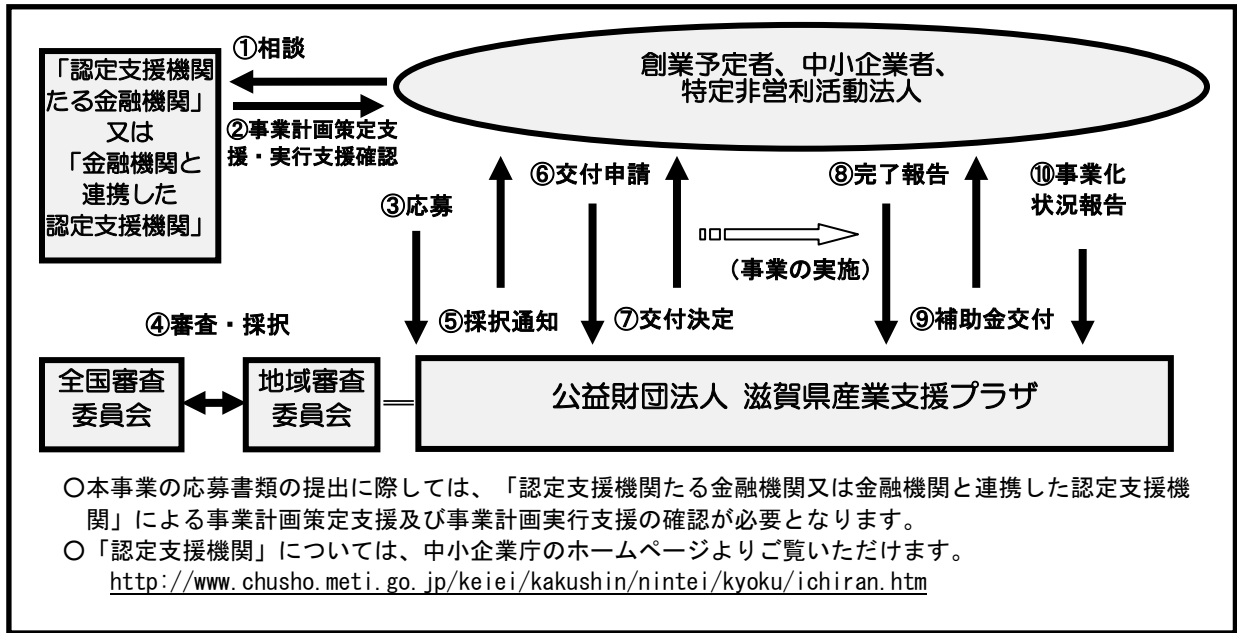 ①相談
「認定支援機関
たる金融機関」
又は
「金融機関と
連携した
認定支援機関」
②事業計画策定支
援・実行支援確認
創業予定者、中小企業者、
特定非営利活動法人
③応募
⑥交付申請
⑧完了報告
⑩事業化
状況報告
(事業の実施)
④審査・採択
⑤採択通知
⑦交付決定
⑨補助金交付
全国審査
委員会
地域審査
委員会
公益財団法人 滋賀県産業支援プラザ
〇本事業の応募書類の提出に際しては、「認定支援機関たる金融機関又は金融機関と連携した認定支援機
関」による事業計画策定支援及び事業計画実行支援の確認が必要となります。
〇「認定支援機関」については、中小企業庁のホームページよりご覧いただけます。
http://www.chusho.meti.go.jp/keiei/kakushin/nintei/kyoku/ichiran.htm